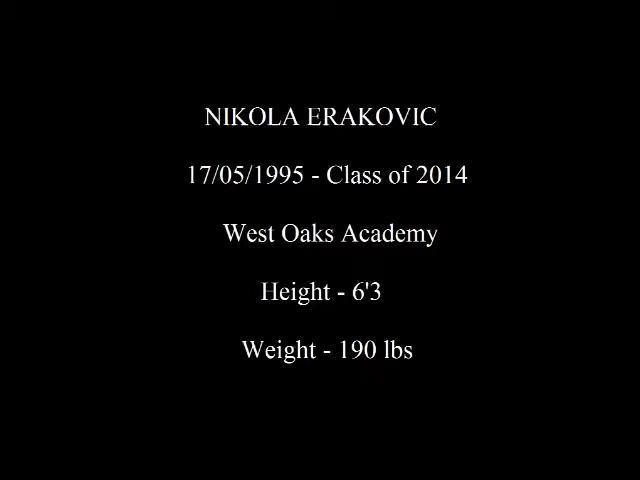 NIKOLA ERAKOVIC
17/05/1995 - Class of 2014
West Oaks Academy
Height - 6'3
Weight - 190 lbs